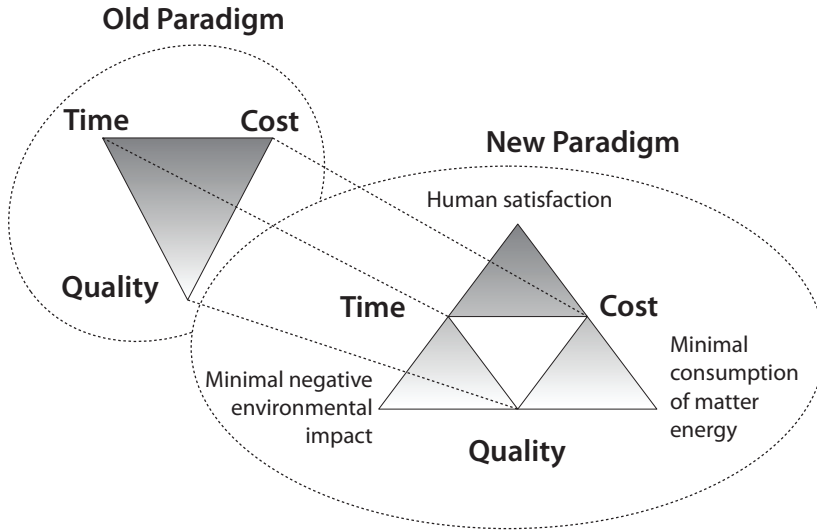 Old Paradigm
Time
Cost
Quality
New Paradigm
Human satisfaction
Time
Cost
Minimal negative
environmental
impact
Minimal
consumption
of matter
energy
Quality